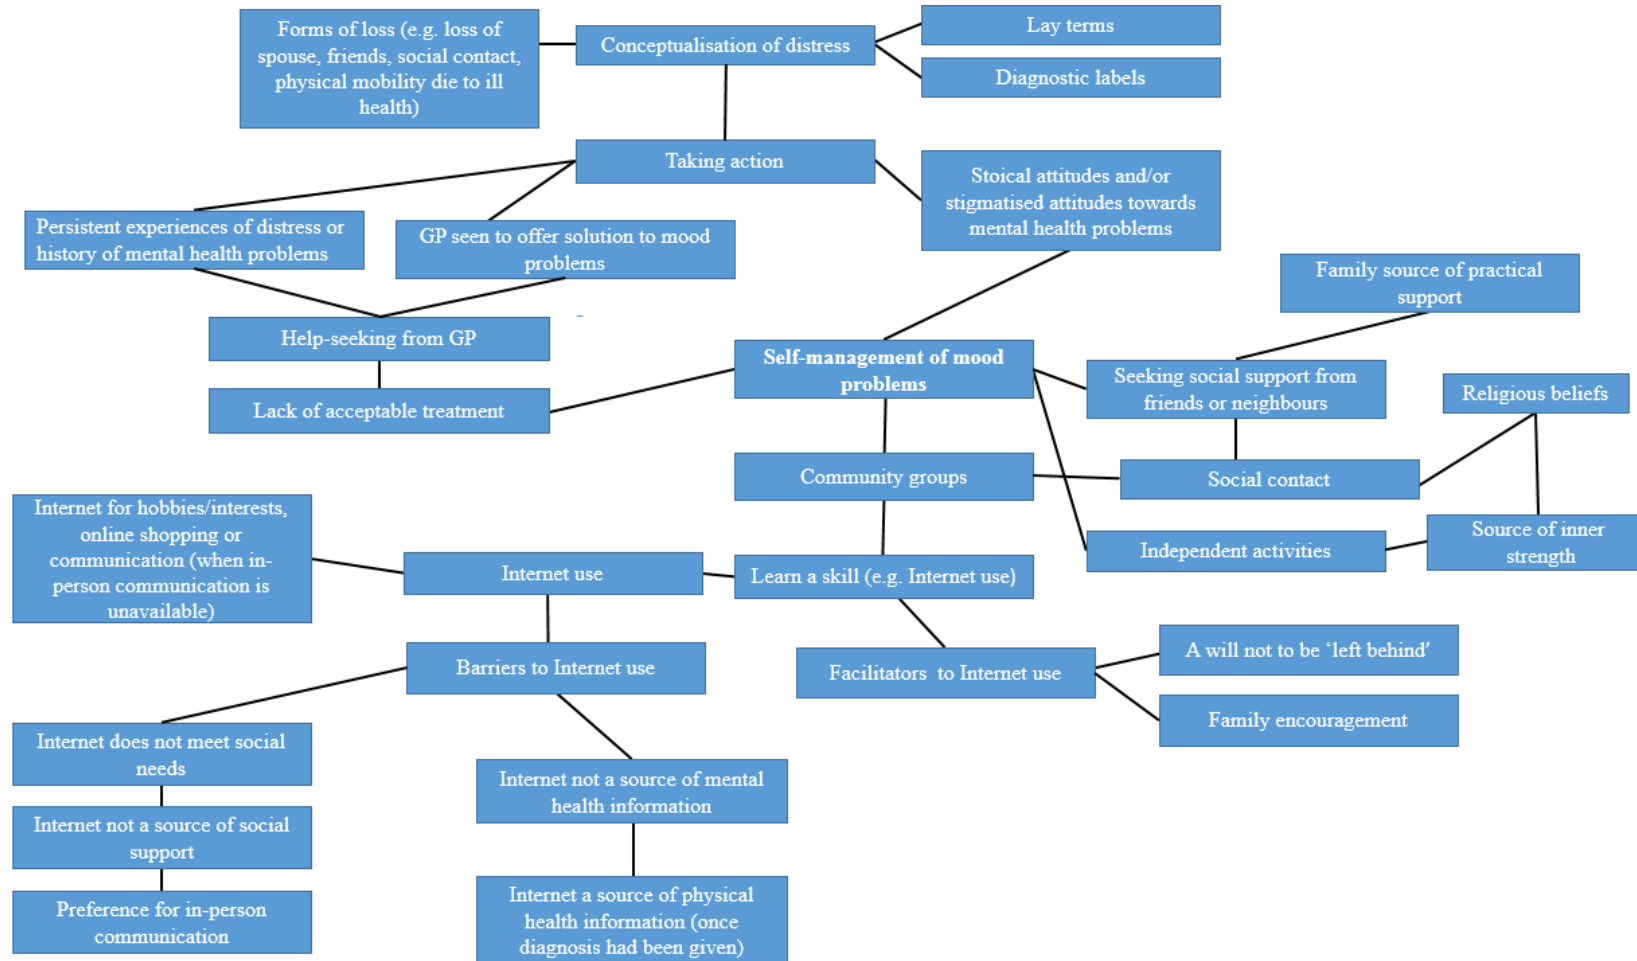 Forms of loss (e.g. loss of
spouse, friends, social contact,
physical mobility die to ill
health)
Conceptualisation of distress
Lay terms
Diagnostic labels
Taking action
Stoical attitudes and/or
stigmatised attitudes towards
mental health problems
Persistent experiences of distress or
history of mental health problems
GP seen to offer solution to mood
problems
Family source of practical
support
Help-seeking from GP
Self-management of mood
problems
Seeking social support from
friends or neighbours
Religious beliefs
Lack of acceptable treatment
Community groups
Social contact
Internet for hobbies/interests,
online shopping or
communication (when in-
person communication is
unavailable)
Internet use
Learn a skill (e.g. Internet use)
Independent activities
Source of inner
strength
Barriers to Internet use
Facilitators  to Internet use
A will not to be ‘left behind’
Family encouragement
Internet does not meet social
needs
Internet not a source of mental
health information
Internet not a source of social
support
Preference for in-person
communication
Internet a source of physical
health information (once
diagnosis had been given)